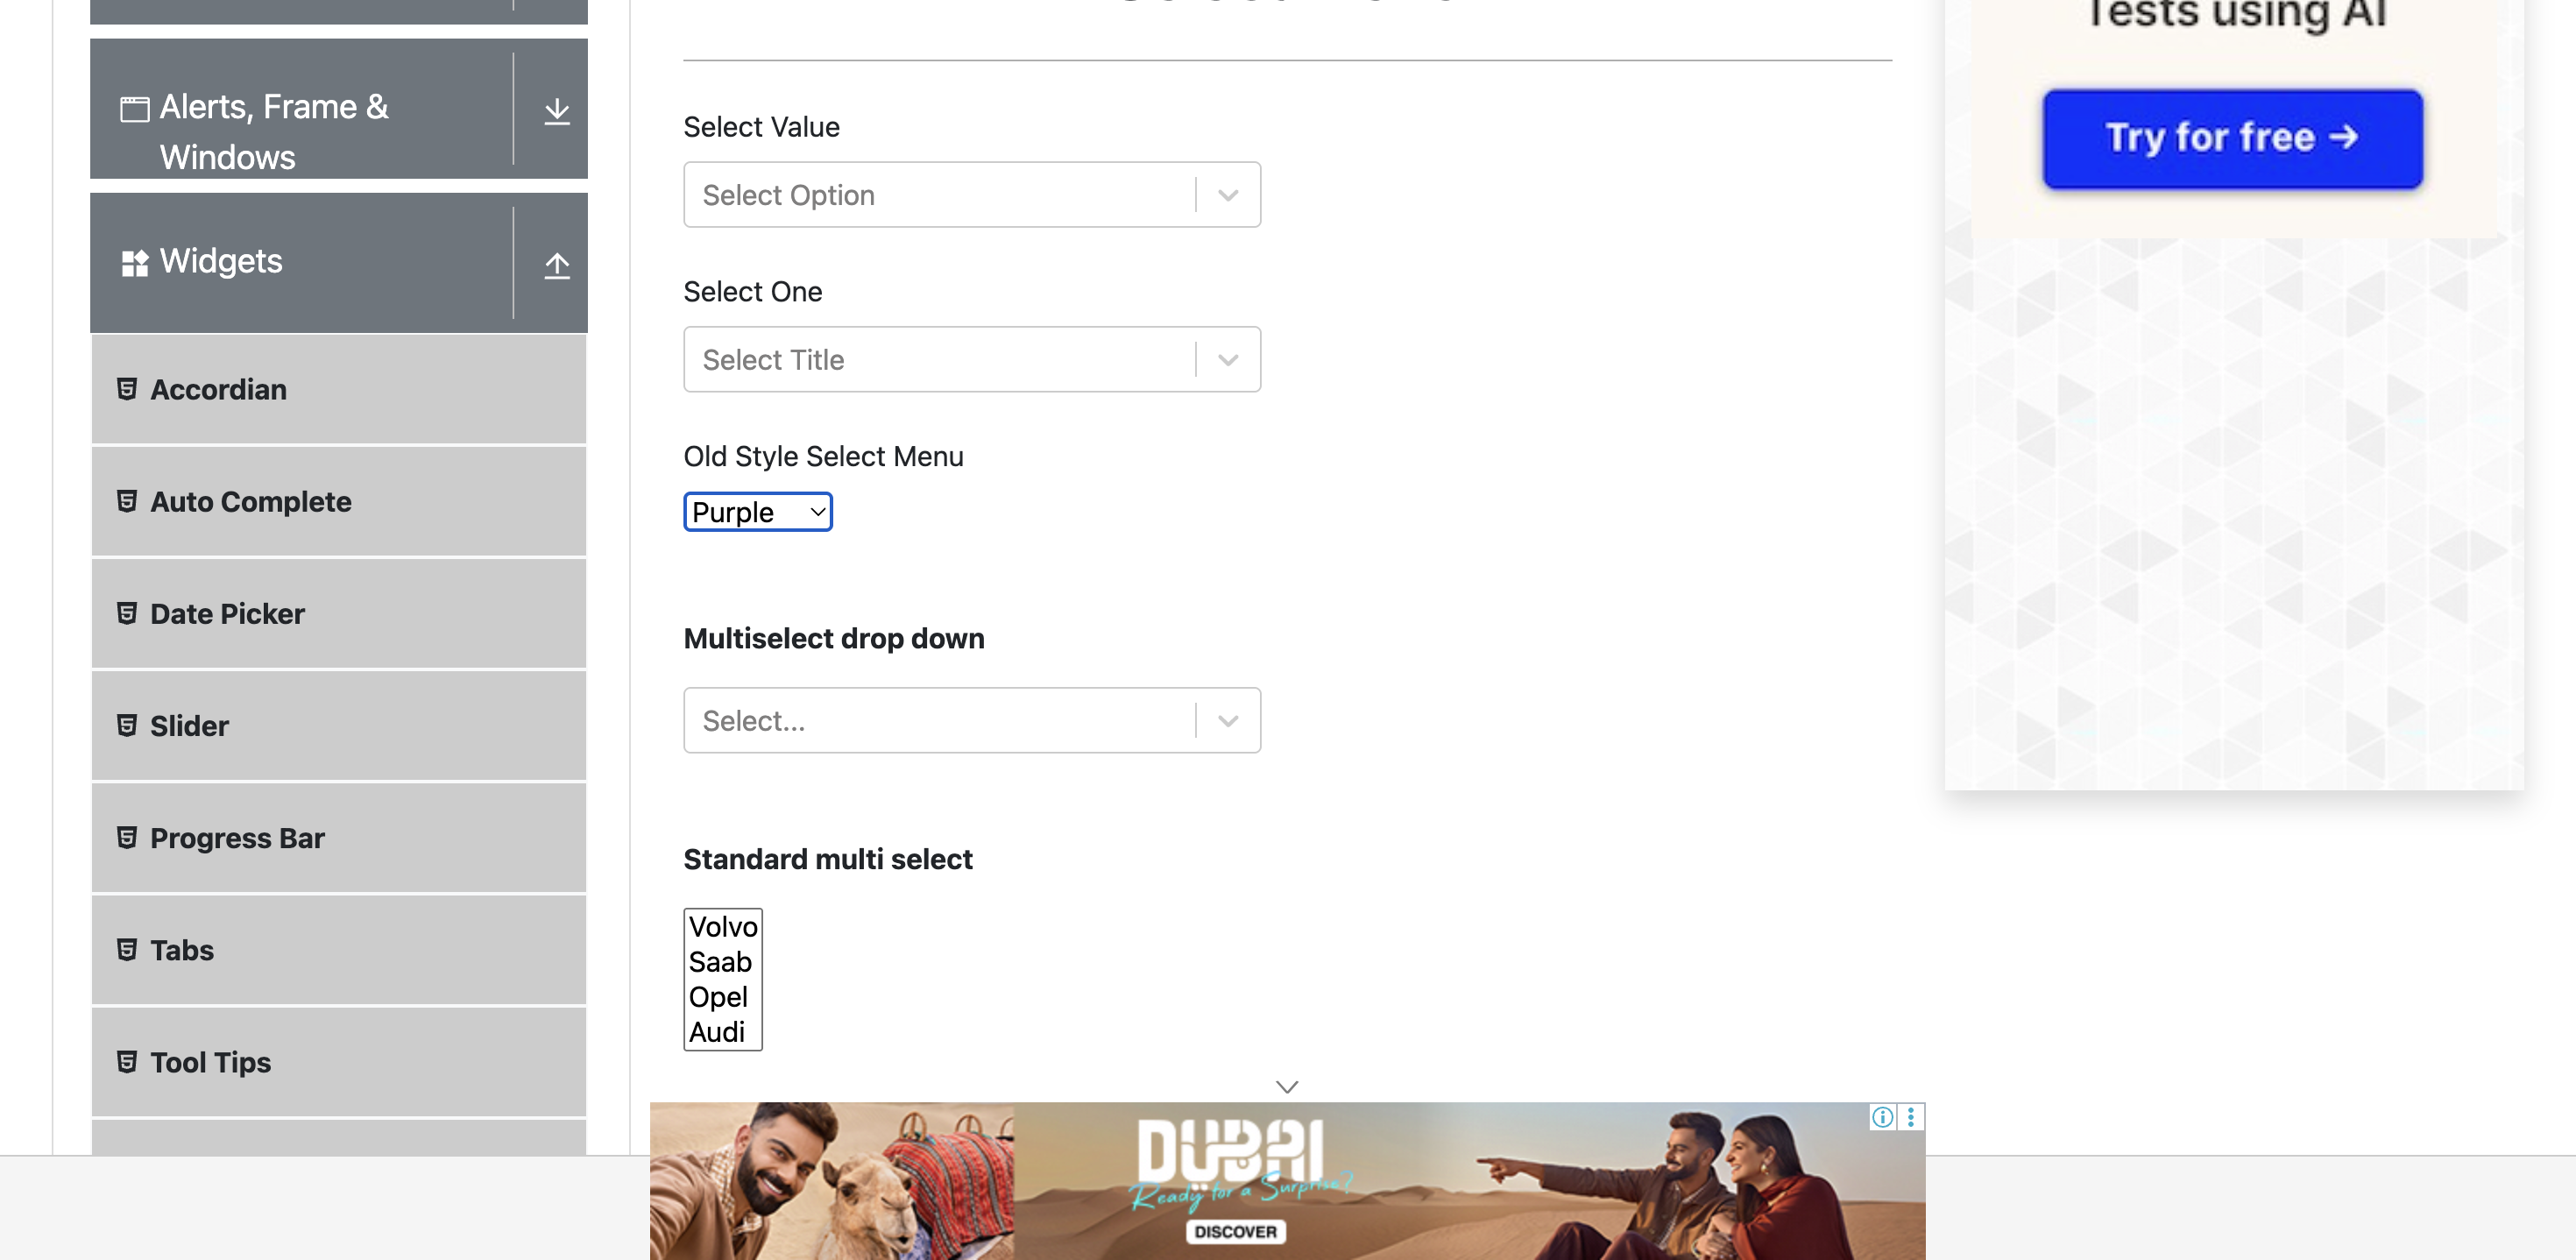 Alerts, Frame &
Windows
Widgets
Accordian
Auto Complete
Date Picker
Slider
Progress Bar
Tabs
Tool Tips
Select Value
Select Option
Select One
Select Title
Old Style Select Menu
Purple
Multiselect drop down
Select...
Standard multi select
Volvo
Saab
Opel
Audi
Tests using AI
Try for free →
DUBAI
Ready for a Surprise?
DISCOVER